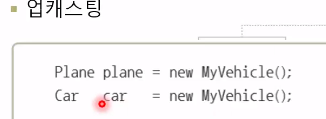 업캐스팅
Plane plane = new MyVehicle();
Car car = new MyVehicle();